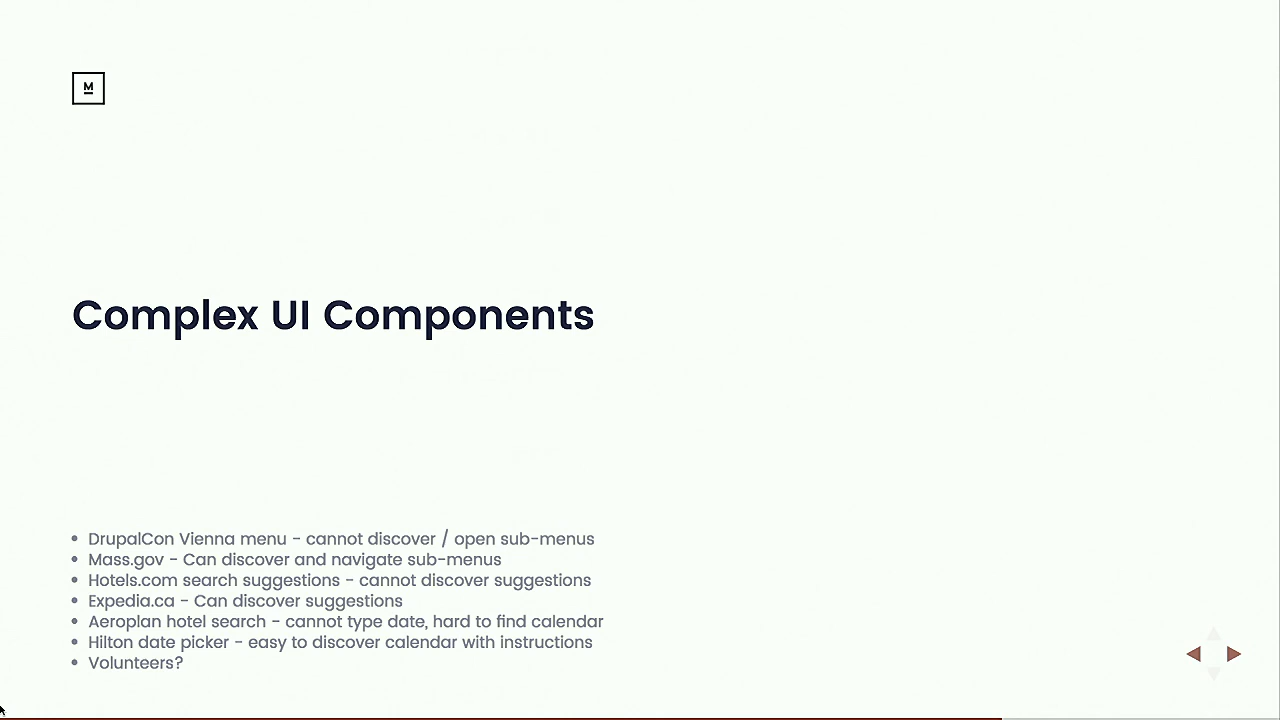 M
Complex UI Components
• DrupalCon Vienna menu - cannot discover / open sub-menus
• Mass.gov - Can discover and navigate sub-menus
• Hotels.com search suggestions - cannot discover suggestions
• Expedia.ca - Can discover suggestions
• Aeroplan hotel search - cannot type date, hard to find calendar
• Hilton date picker - easy to discover calendar with instructions
• Volunteers?